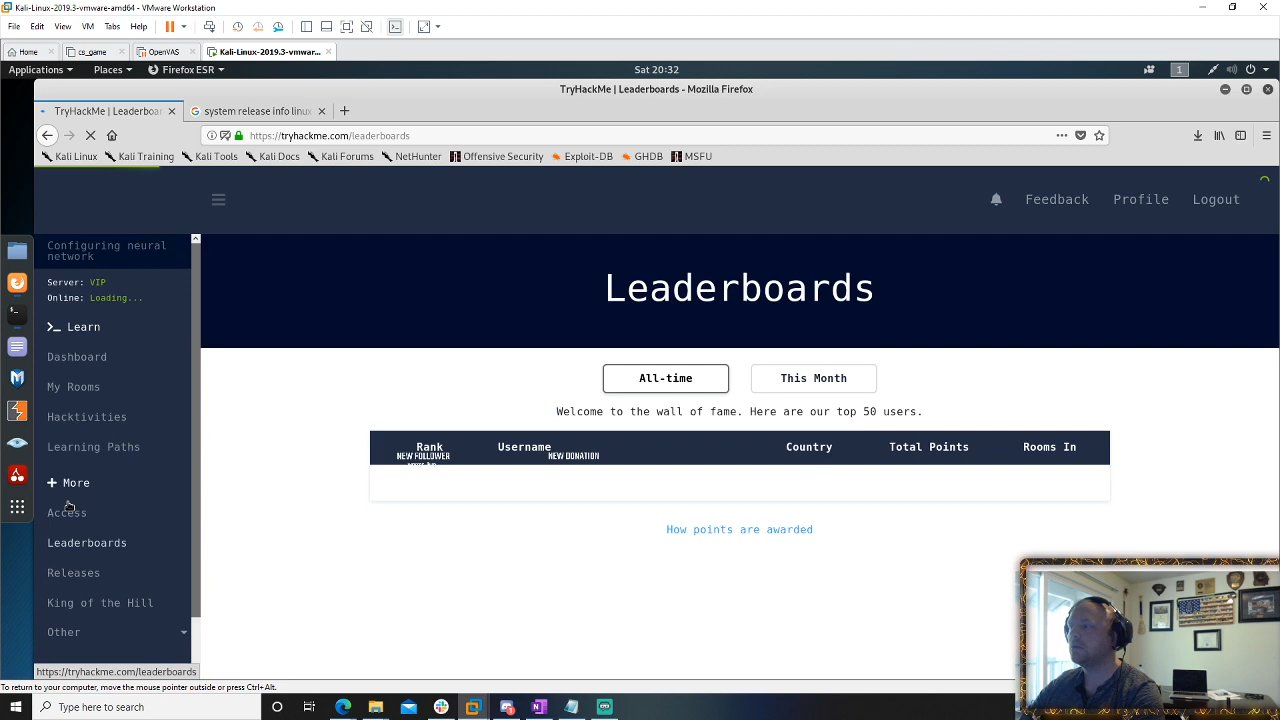 Kali-Linux-2019.3-vmware-amd64 - VMware Workstation
File Edit View VM Tabs Help
Home cs_game OpenVAS Kali-Linux-2019.3-vmwar...
Applications Places Firefox ESR Sat 20:32 1
TryHackMe | Leaderboards - Mozilla Firefox
TryHackMe | Leaderboar system release info linux
https://tryhackme.com/leaderboards
Kali Linux Kali Training Kali Tools Kali Docs Kali Forums NetHunter Offensive Security Exploit-DB GHDB MSFU
Feedback Profile Logout
Configuring neural
network
Server: VIP
Online: Loading...
Learn
Dashboard
My Rooms
Hacktivities
Learning Paths
More
Access
Leaderboards
Releases
King of the Hill
Other
Leaderboards
All-time This Month
Welcome to the wall of fame. Here are our top 50 users.
Rank Username Country Total Points Rooms In
NEW FOLLOWER NEW DONATION
How points are awarded
https://tryhackme.com/leaderboards
To return to your computer, move the mouse pointer outside or press Ctrl+Alt.
Type here to search